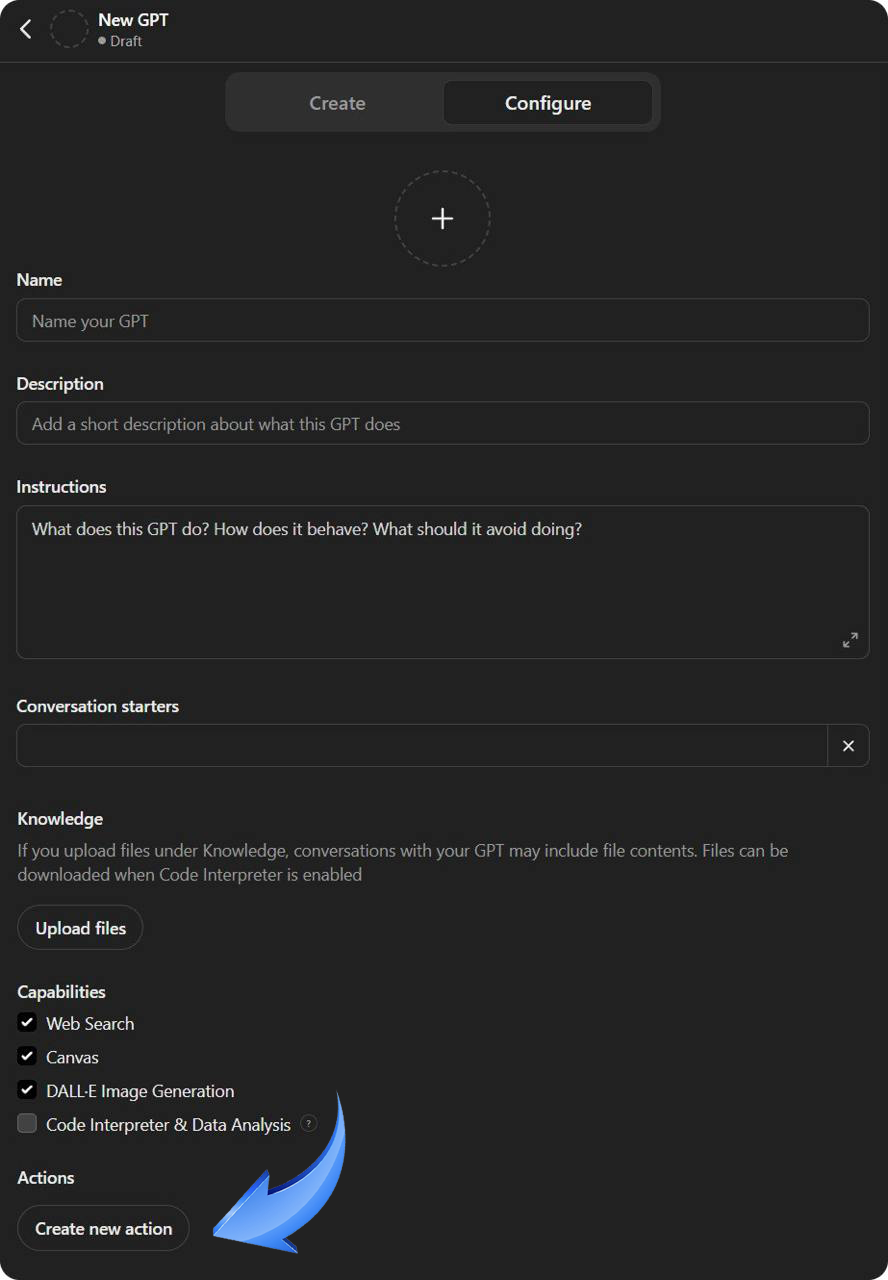 New GPT
Draft
Create
Configure
Name
Name your GPT
Description
Add a short description about what this GPT does
Instructions
What does this GPT do? How does it behave? What should it avoid doing?
Conversation starters
Knowledge
If you upload files under Knowledge, conversations with your GPT may include file contents. Files can be
downloaded when Code Interpreter is enabled
Upload files
Capabilities
Web Search
Canvas
DALL·E Image Generation
Code Interpreter & Data Analysis ?
Actions
Create new action